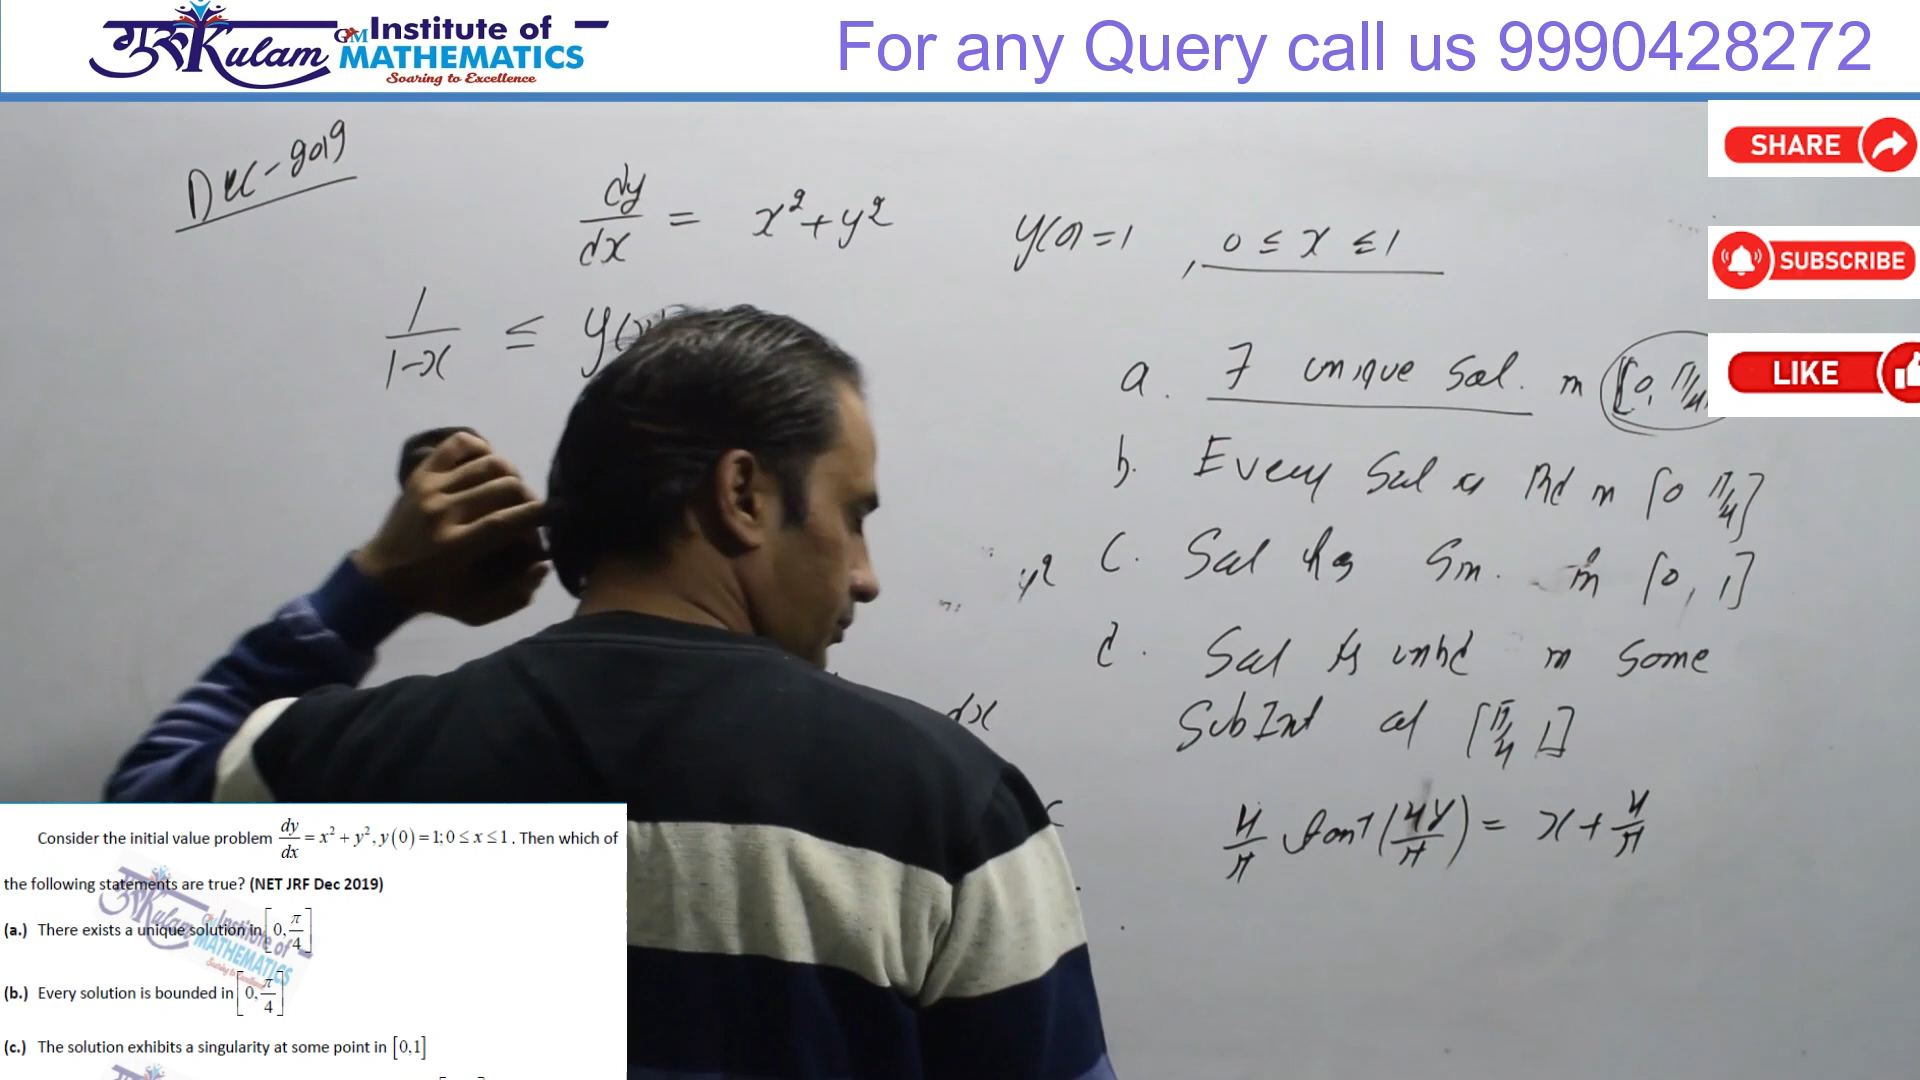 गुरुKulam GM Institute of MATHEMATICS
Soaring to Excellence
For any Query call us 9990428272
SHARE
SUBSCRIBE
LIKE
Dec-2019
dy/dx = x² + y² y(0)=1 , 0 ≤ x ≤ 1
1/(1-x) ≤ y(
a. ∃ unique Sol. in [0, π/4
b. Every Sol is Bd in [0 π/4]
y² C. Sol has Sin. in [0, 1]
d. Sol is unbd in Some
dx SubInt of [π/4 1]
4/π tan⁻¹(4y/π) = x + 4/π
Consider the initial value problem dy/dx = x² + y², y(0) = 1; 0 ≤ x ≤ 1. Then which of
the following statements are true? (NET JRF Dec 2019)
(a.) There exists a unique solution in [0, π/4]
(b.) Every solution is bounded in [0, π/4]
(c.) The solution exhibits a singularity at some point in [0,1]